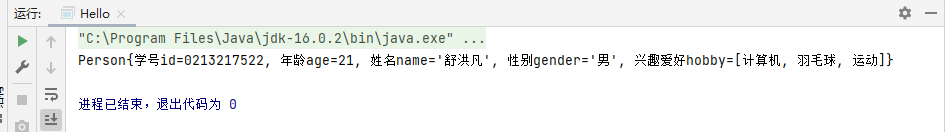 运行: Hello ×
"C:\Program Files\Java\jdk-16.0.2\bin\java.exe" ...
Person{学号id=0213217522, 年龄age=21, 姓名name='舒洪凡', 性别gender='男', 兴趣爱好hobby=[计算机, 羽毛球, 运动]}
进程已结束，退出代码为 0